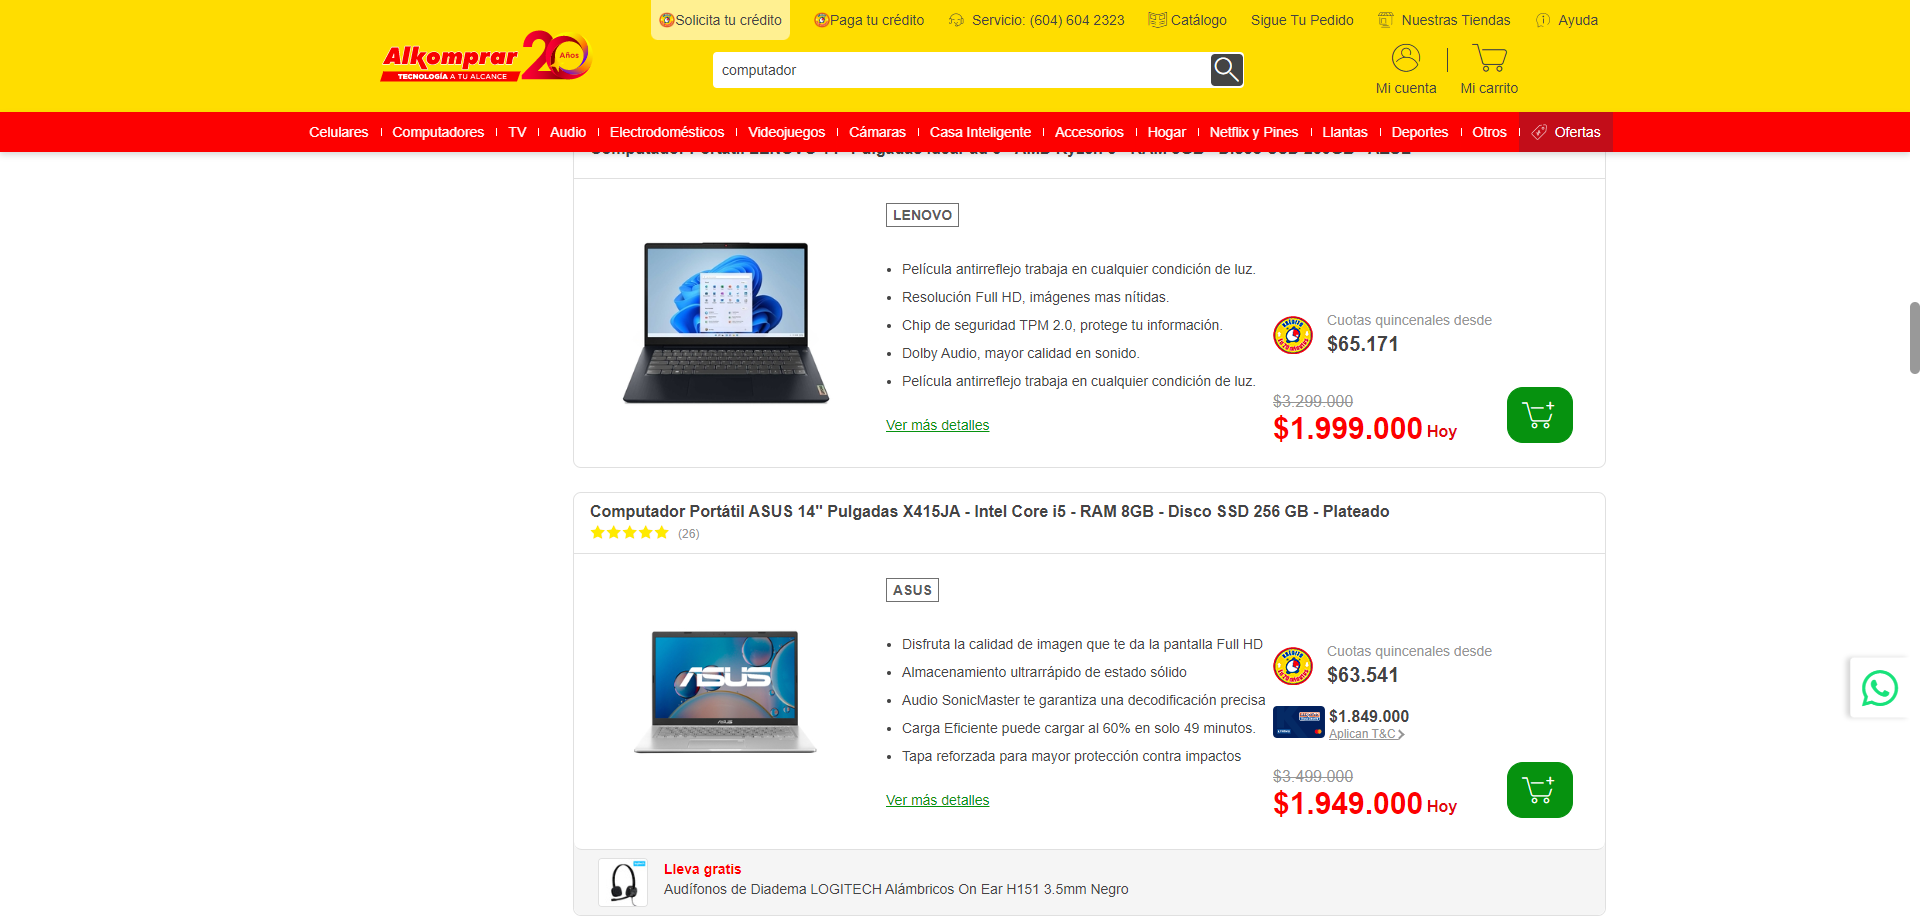 Solicita tu crédito
Paga tu crédito
Servicio: (604) 604 2323
Catálogo
Sigue Tu Pedido
Nuestras Tiendas
Ayuda
Alkomprar 20 Años
TECNOLOGÍA A TU ALCANCE
computador
Mi cuenta
Mi carrito
Celulares
Computadores
TV
Audio
Electrodomésticos
Videojuegos
Cámaras
Casa Inteligente
Accesorios
Hogar
Netflix y Pines
Llantas
Deportes
Otros
Ofertas
LENOVO
Película antirreflejo trabaja en cualquier condición de luz.
Resolución Full HD, imágenes mas nítidas.
Chip de seguridad TPM 2.0, protege tu información.
Dolby Audio, mayor calidad en sonido.
Película antirreflejo trabaja en cualquier condición de luz.
Ver más detalles
Cuotas quincenales desde
$65.171
$3.299.000
$1.999.000 Hoy
Computador Portátil ASUS 14" Pulgadas X415JA - Intel Core i5 - RAM 8GB - Disco SSD 256 GB - Plateado
(26)
ASUS
ASUS
Disfruta la calidad de imagen que te da la pantalla Full HD
Almacenamiento ultrarrápido de estado sólido
Audio SonicMaster te garantiza una decodificación precisa
Carga Eficiente puede cargar al 60% en solo 49 minutos.
Tapa reforzada para mayor protección contra impactos
Ver más detalles
Cuotas quincenales desde
$63.541
$1.849.000
Aplican T&C
$3.499.000
$1.949.000 Hoy
Lleva gratis
Audífonos de Diadema LOGITECH Alámbricos On Ear H151 3.5mm Negro